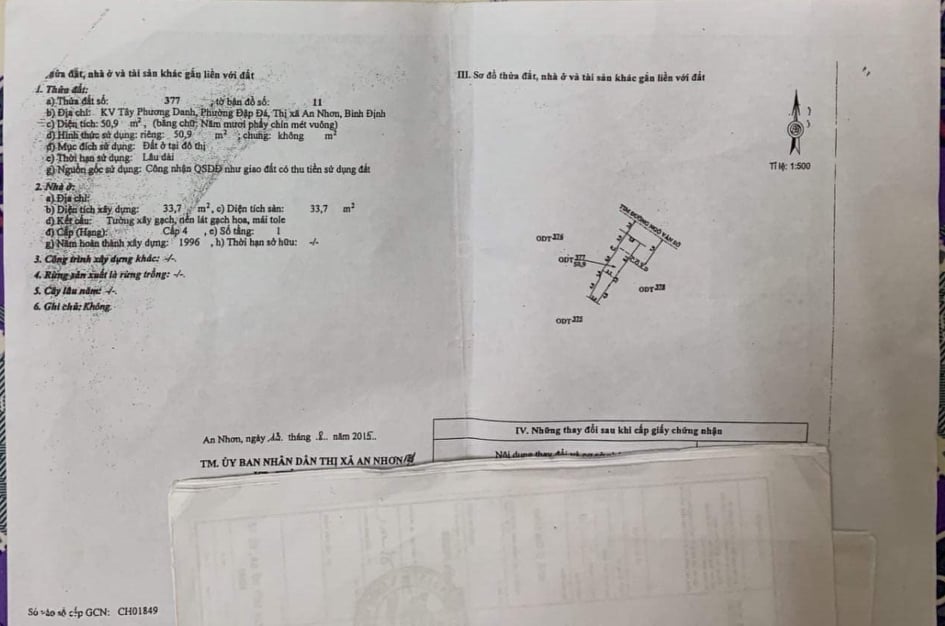 thửa đất, nhà ở và tài sản khác gắn liền với đất
1. Thửa đất:
a) Thửa đất số: 377 ; tờ bản đồ số: 11
b) Địa chỉ: KV Tây Phương Danh, Phường Đập Đá, Thị xã An Nhơn, Bình Định
c) Diện tích: 50,9 m², (bằng chữ: Năm mươi phẩy chín mét vuông)
d) Hình thức sử dụng: riêng: 50,9 m²; chung: không m²
đ) Mục đích sử dụng: Đất ở tại đô thị
e) Thời hạn sử dụng: Lâu dài
g) Nguồn gốc sử dụng: Công nhận QSDĐ như giao đất có thu tiền sử dụng đất
2. Nhà ở:
a) Địa chỉ:
b) Diện tích xây dựng: 33,7 m², c) Diện tích sàn: 33,7 m²
d) Kết cấu: Tường xây gạch, nền lát gạch hoa, mái tole
đ) Cấp (Hạng): Cấp 4 , e) Số tầng: 1
g) Năm hoàn thành xây dựng: 1996 , h) Thời hạn sở hữu: -/-
3. Công trình xây dựng khác: -/-.
4. Rừng sản xuất là rừng trồng: -/-.
5. Cây lâu năm: -/-.
6. Ghi chú: Không.
An Nhơn, ngày 13. tháng 8.. năm 2015..
TM. ỦY BAN NHÂN DÂN THỊ XÃ AN NHƠN
Số vào sổ cấp GCN: CH01849
III. Sơ đồ thửa đất, nhà ở và tài sản khác gắn liền với đất
Tỉ lệ: 1:500
TIM ĐƯỜNG NGÔ VĂN SỞ
ODT 376
ODT 377
50,9
ODT 378
ODT 375
IV. Những thay đổi sau khi cấp giấy chứng nhận
Nội dung thay đổi và cơ sở